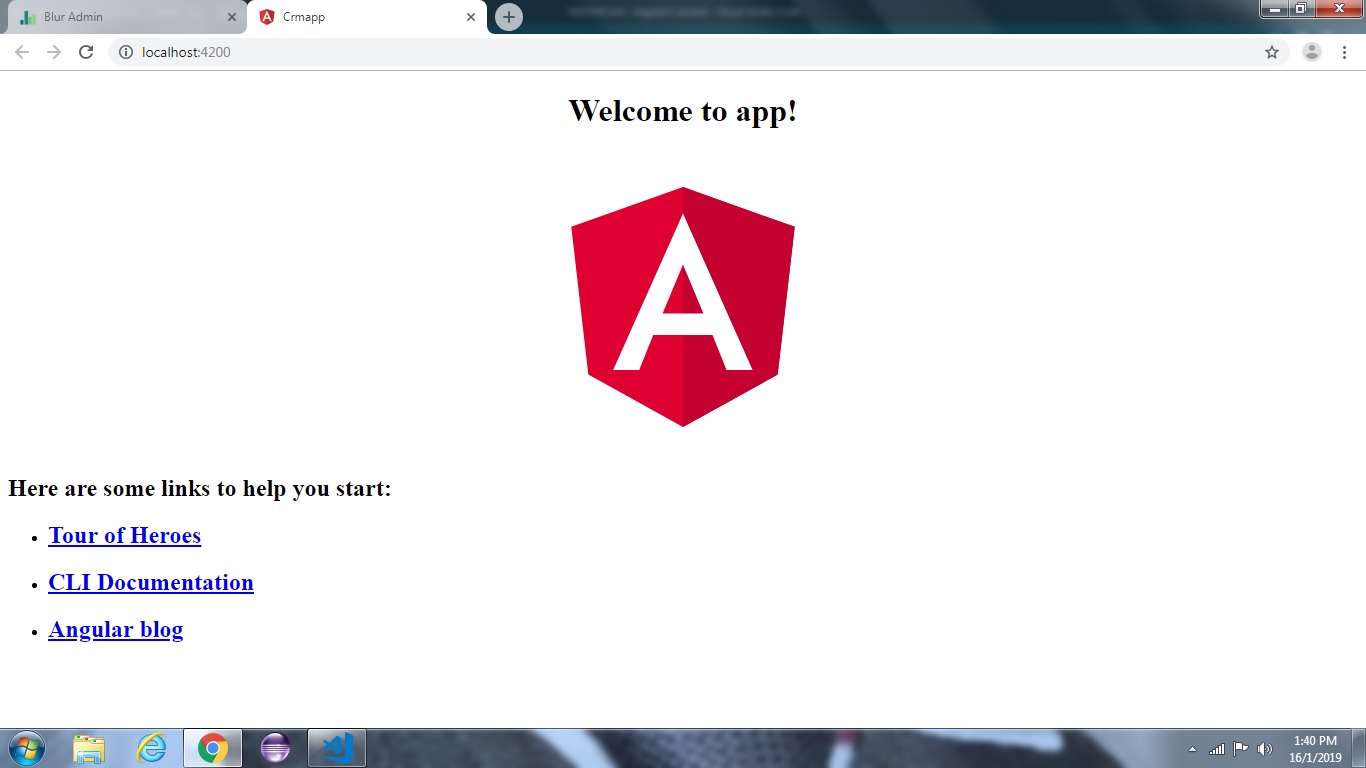 Blur Admin
Crmapp
localhost:4200
Welcome to app!
A
Here are some links to help you start:
Tour of Heroes
CLI Documentation
Angular blog
1:40 PM
16/1/2019